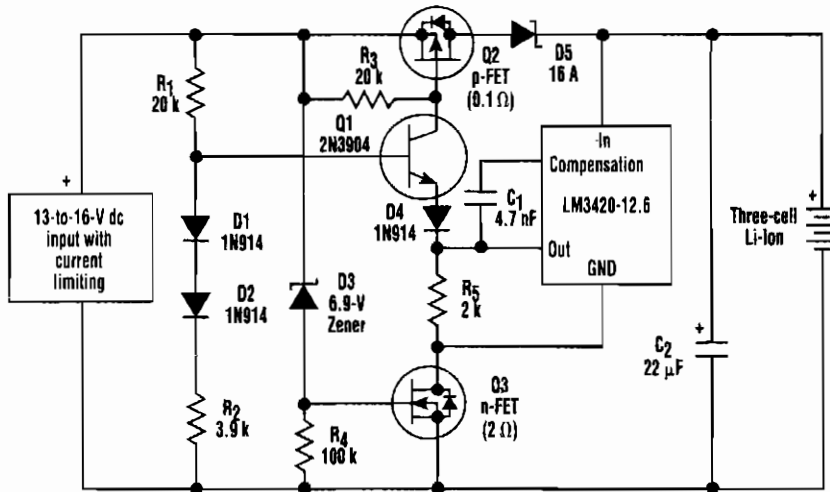 R1
20 k
R3
20 k
Q2
p-FET
(0.1 Ω)
D5
16 A
Q1
2N3904
-In
Compensation
LM3420-12.6
Out
GND
C1
4.7 nF
D4
1N914
+
13-to-16-V dc
input with
current
limiting
D1
1N914
D2
1N914
D3
6.9-V
Zener
R5
2 k
+
Three-cell
Li-Ion
+
C2
22 µF
Q3
n-FET
(2 Ω)
R2
3.9 k
R4
100 k